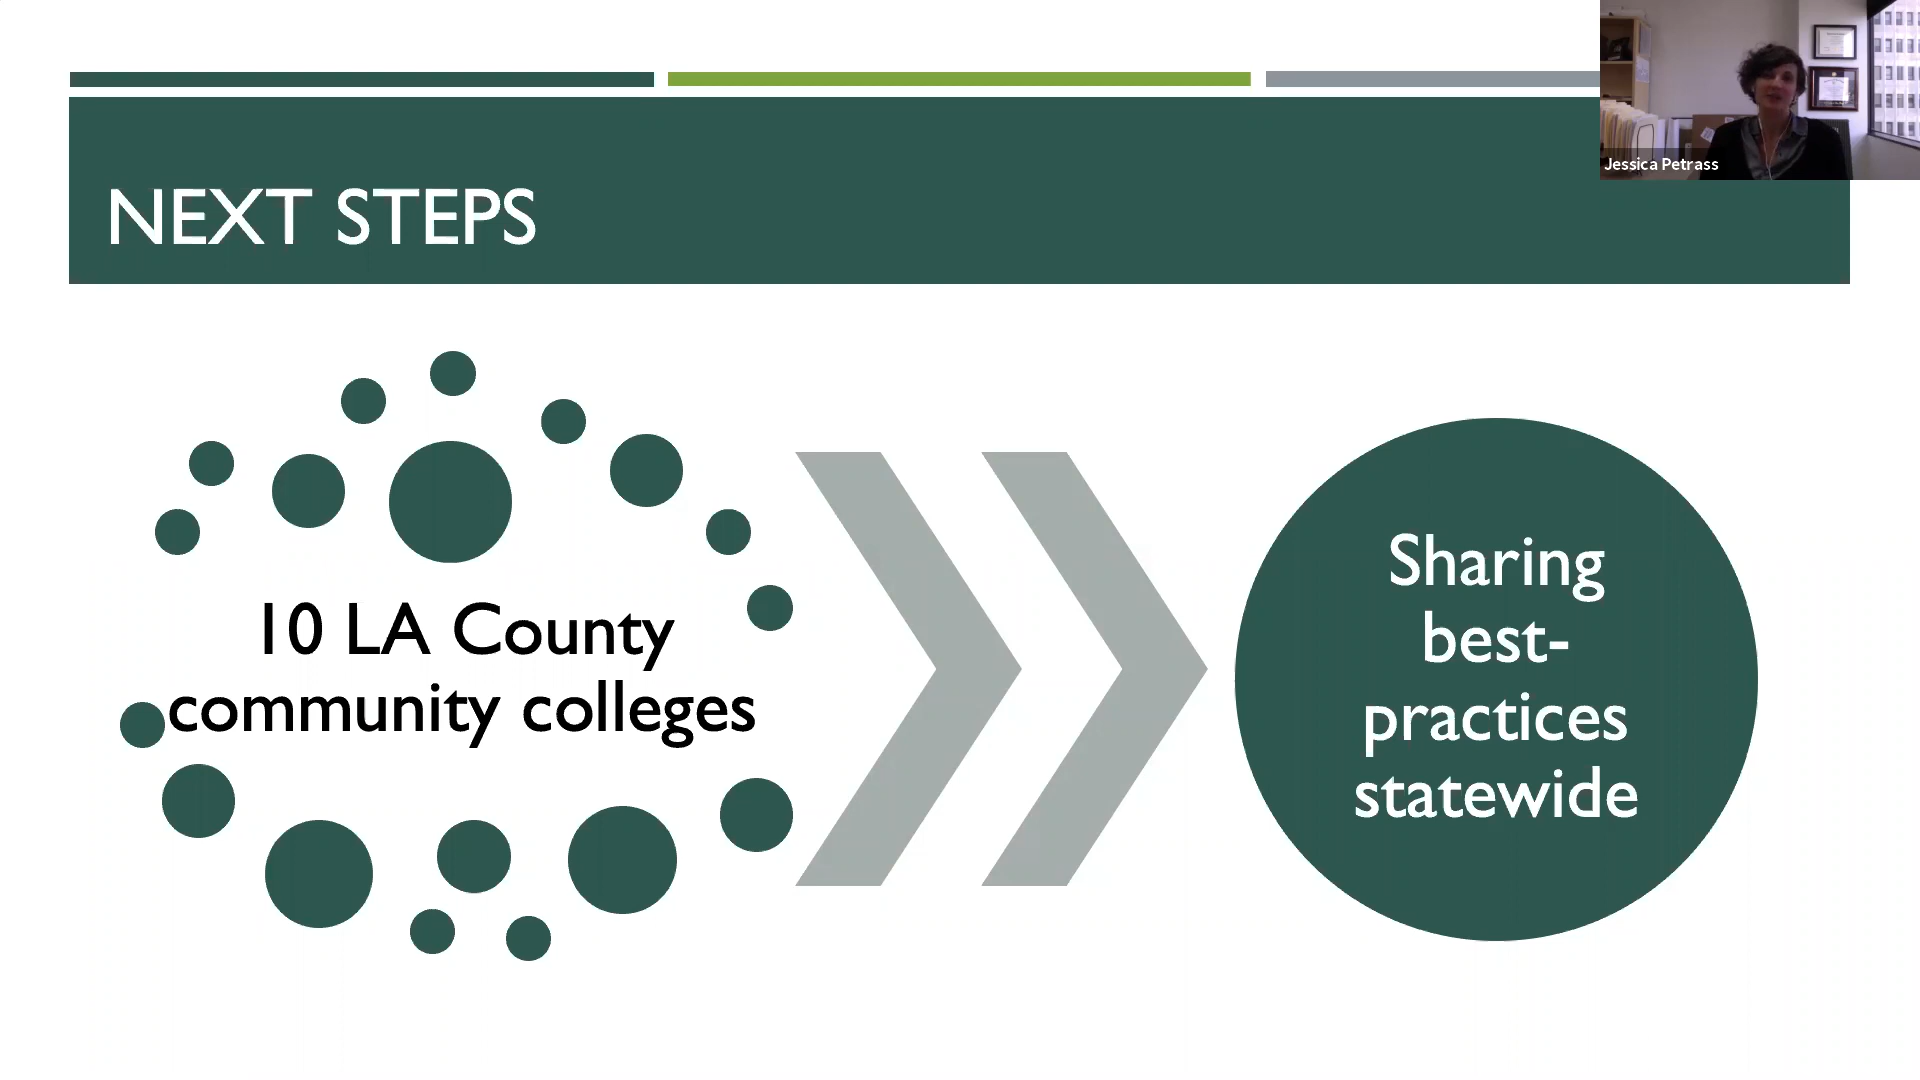 Jessica Petrass
NEXT STEPS
10 LA County
community colleges
Sharing
best-
practices
statewide